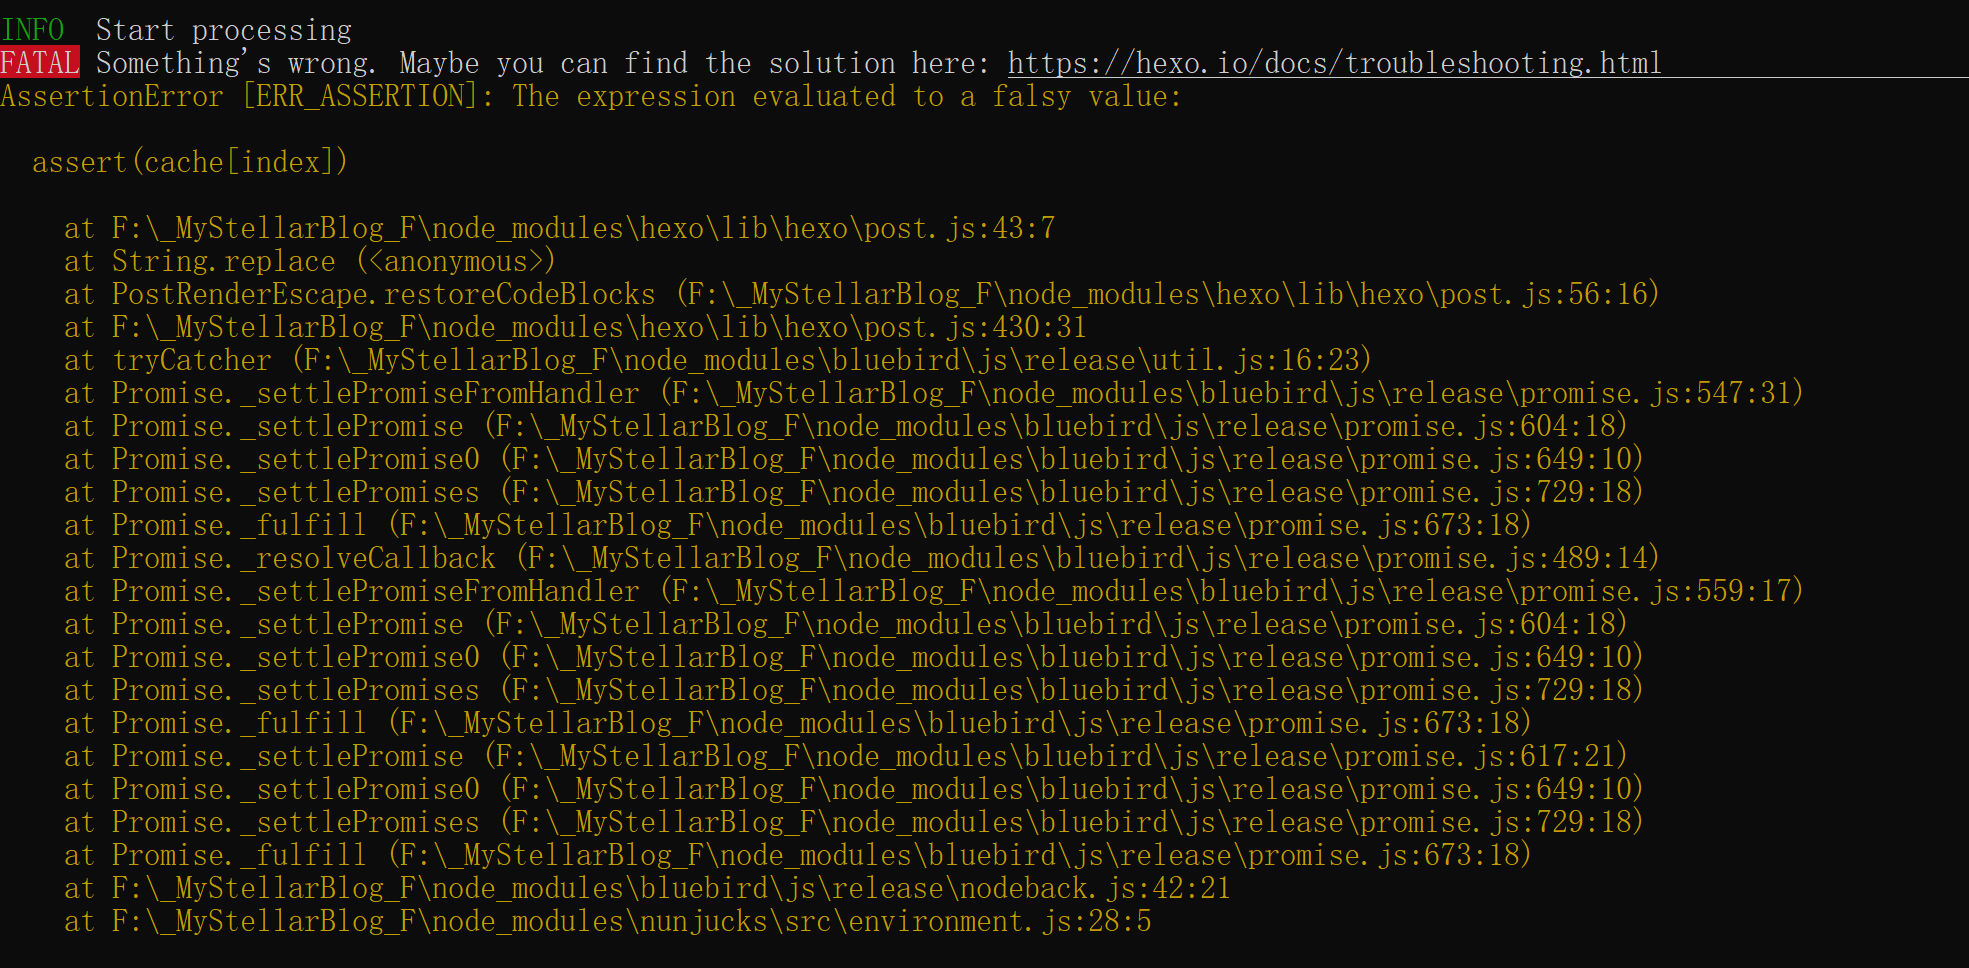 INFO  Start processing
FATAL Something's wrong. Maybe you can find the solution here: https://hexo.io/docs/troubleshooting.html
AssertionError [ERR_ASSERTION]: The expression evaluated to a falsy value:
  assert(cache[index])
    at F:\_MyStellarBlog_F\node_modules\hexo\lib\hexo\post.js:43:7
    at String.replace (<anonymous>)
    at PostRenderEscape.restoreCodeBlocks (F:\_MyStellarBlog_F\node_modules\hexo\lib\hexo\post.js:56:16)
    at F:\_MyStellarBlog_F\node_modules\hexo\lib\hexo\post.js:430:31
    at tryCatcher (F:\_MyStellarBlog_F\node_modules\bluebird\js\release\util.js:16:23)
    at Promise._settlePromiseFromHandler (F:\_MyStellarBlog_F\node_modules\bluebird\js\release\promise.js:547:31)
    at Promise._settlePromise (F:\_MyStellarBlog_F\node_modules\bluebird\js\release\promise.js:604:18)
    at Promise._settlePromise0 (F:\_MyStellarBlog_F\node_modules\bluebird\js\release\promise.js:649:10)
    at Promise._settlePromises (F:\_MyStellarBlog_F\node_modules\bluebird\js\release\promise.js:729:18)
    at Promise._fulfill (F:\_MyStellarBlog_F\node_modules\bluebird\js\release\promise.js:673:18)
    at Promise._resolveCallback (F:\_MyStellarBlog_F\node_modules\bluebird\js\release\promise.js:489:14)
    at Promise._settlePromiseFromHandler (F:\_MyStellarBlog_F\node_modules\bluebird\js\release\promise.js:559:17)
    at Promise._settlePromise (F:\_MyStellarBlog_F\node_modules\bluebird\js\release\promise.js:604:18)
    at Promise._settlePromise0 (F:\_MyStellarBlog_F\node_modules\bluebird\js\release\promise.js:649:10)
    at Promise._settlePromises (F:\_MyStellarBlog_F\node_modules\bluebird\js\release\promise.js:729:18)
    at Promise._fulfill (F:\_MyStellarBlog_F\node_modules\bluebird\js\release\promise.js:673:18)
    at Promise._settlePromise (F:\_MyStellarBlog_F\node_modules\bluebird\js\release\promise.js:617:21)
    at Promise._settlePromise0 (F:\_MyStellarBlog_F\node_modules\bluebird\js\release\promise.js:649:10)
    at Promise._settlePromises (F:\_MyStellarBlog_F\node_modules\bluebird\js\release\promise.js:729:18)
    at Promise._fulfill (F:\_MyStellarBlog_F\node_modules\bluebird\js\release\promise.js:673:18)
    at F:\_MyStellarBlog_F\node_modules\bluebird\js\release\nodeback.js:42:21
    at F:\_MyStellarBlog_F\node_modules\nunjucks\src\environment.js:28:5